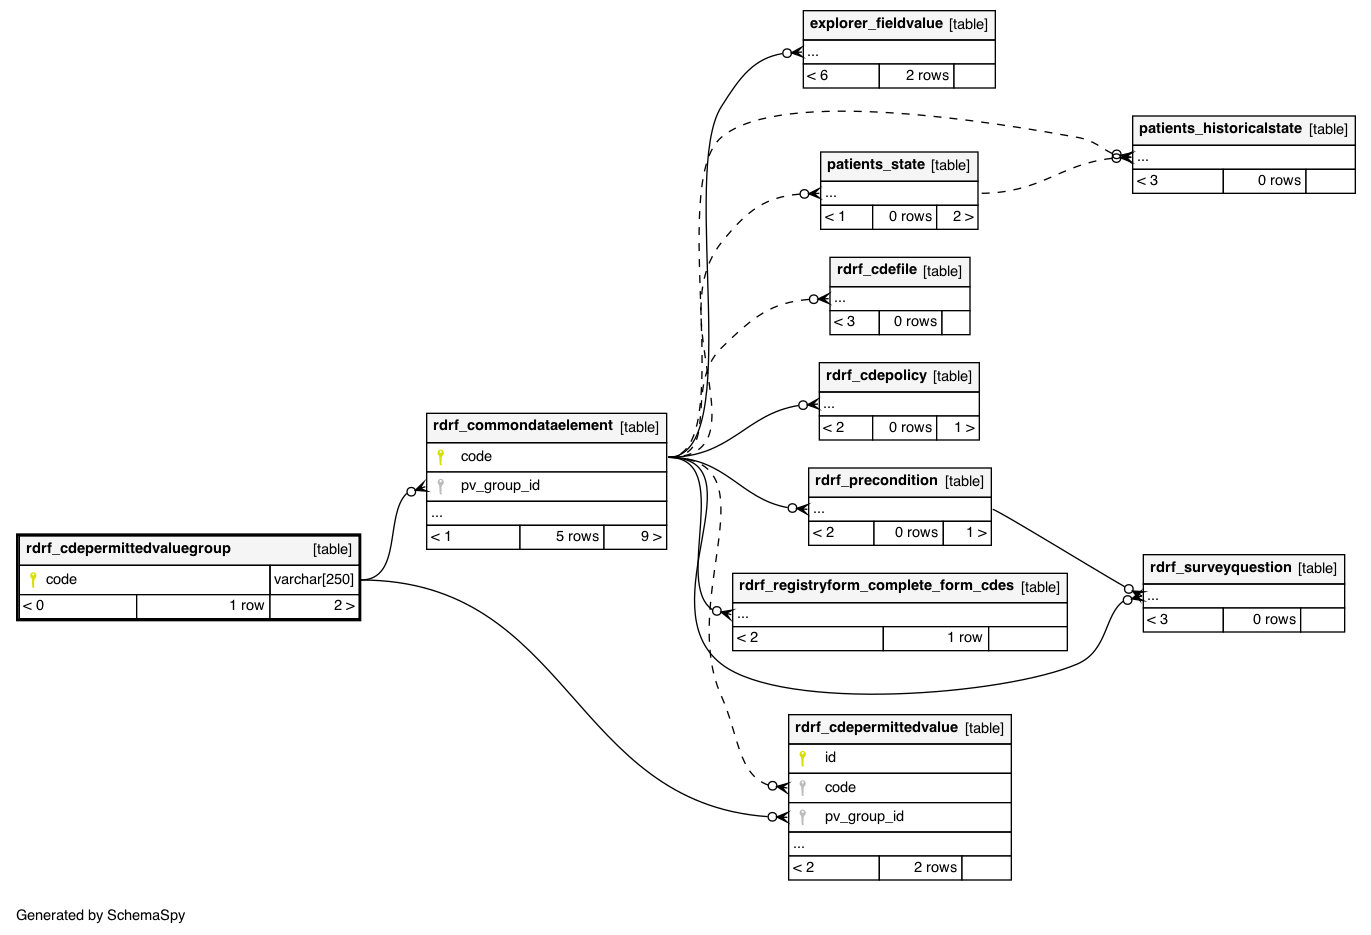 explorer_fieldvalue [table]
...
< 6 2 rows
patients_historicalstate [table]
...
< 3 0 rows
patients_state [table]
...
< 1 0 rows 2 >
rdrf_cdefile [table]
...
< 3 0 rows
rdrf_cdepolicy [table]
...
< 2 0 rows 1 >
rdrf_commondataelement [table]
code
pv_group_id
...
< 1 5 rows 9 >
rdrf_precondition [table]
...
< 2 0 rows 1 >
rdrf_cdepermittedvaluegroup [table]
code varchar[250]
< 0 1 row 2 >
rdrf_surveyquestion [table]
...
< 3 0 rows
rdrf_registryform_complete_form_cdes [table]
...
< 2 1 row
rdrf_cdepermittedvalue [table]
id
code
pv_group_id
...
< 2 2 rows
Generated by SchemaSpy